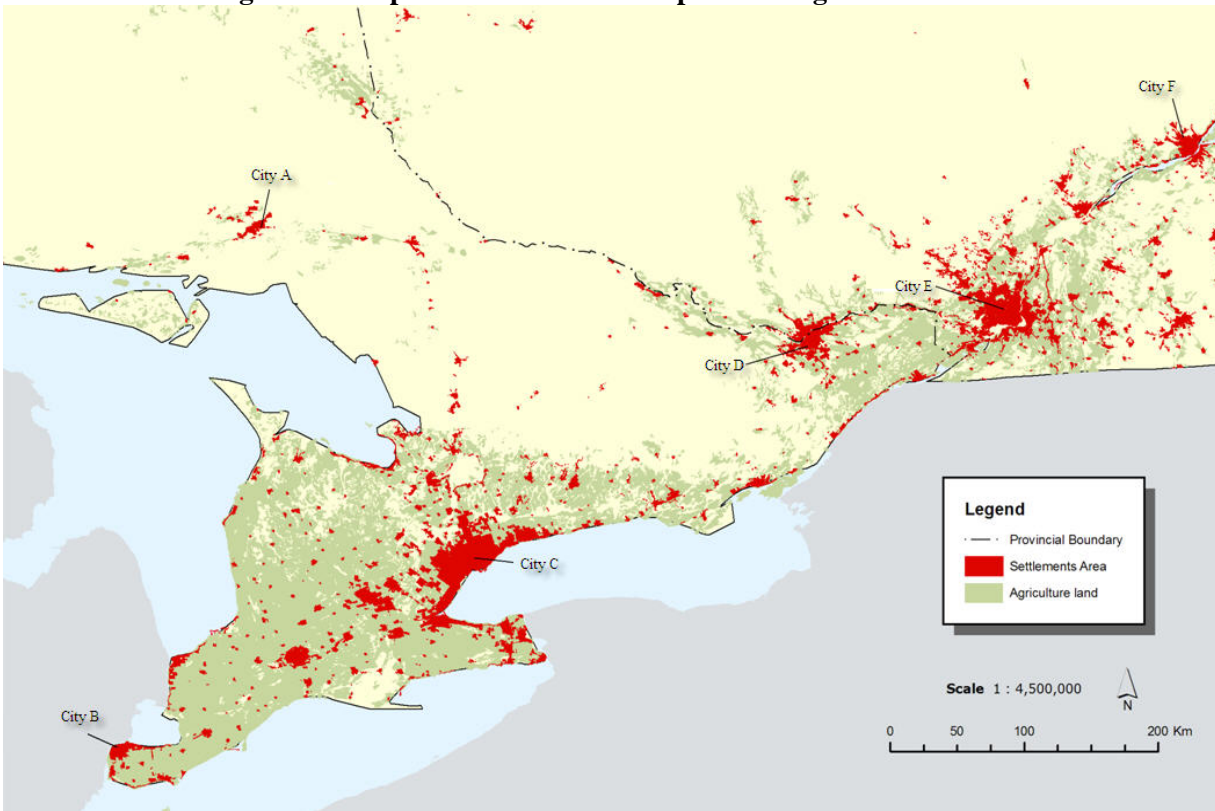 City F
City A
City E
City D
City C
City B
Legend
Provincial Boundary
Settlements Area
Agriculture land
Scale 1 : 4,500,000
N
0 50 100 200 Km